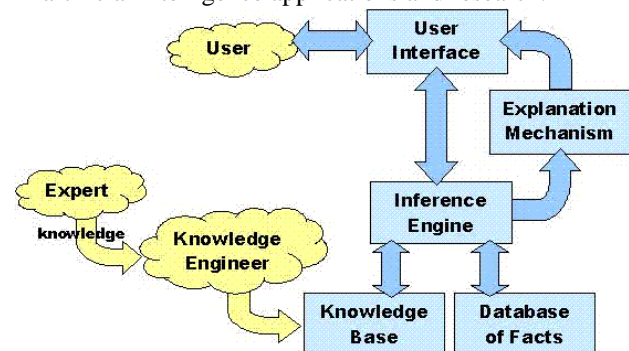 User
User
Interface
Explanation
Mechanism
Expert
knowledge
Knowledge
Engineer
Inference
Engine
Knowledge
Base
Database
of Facts